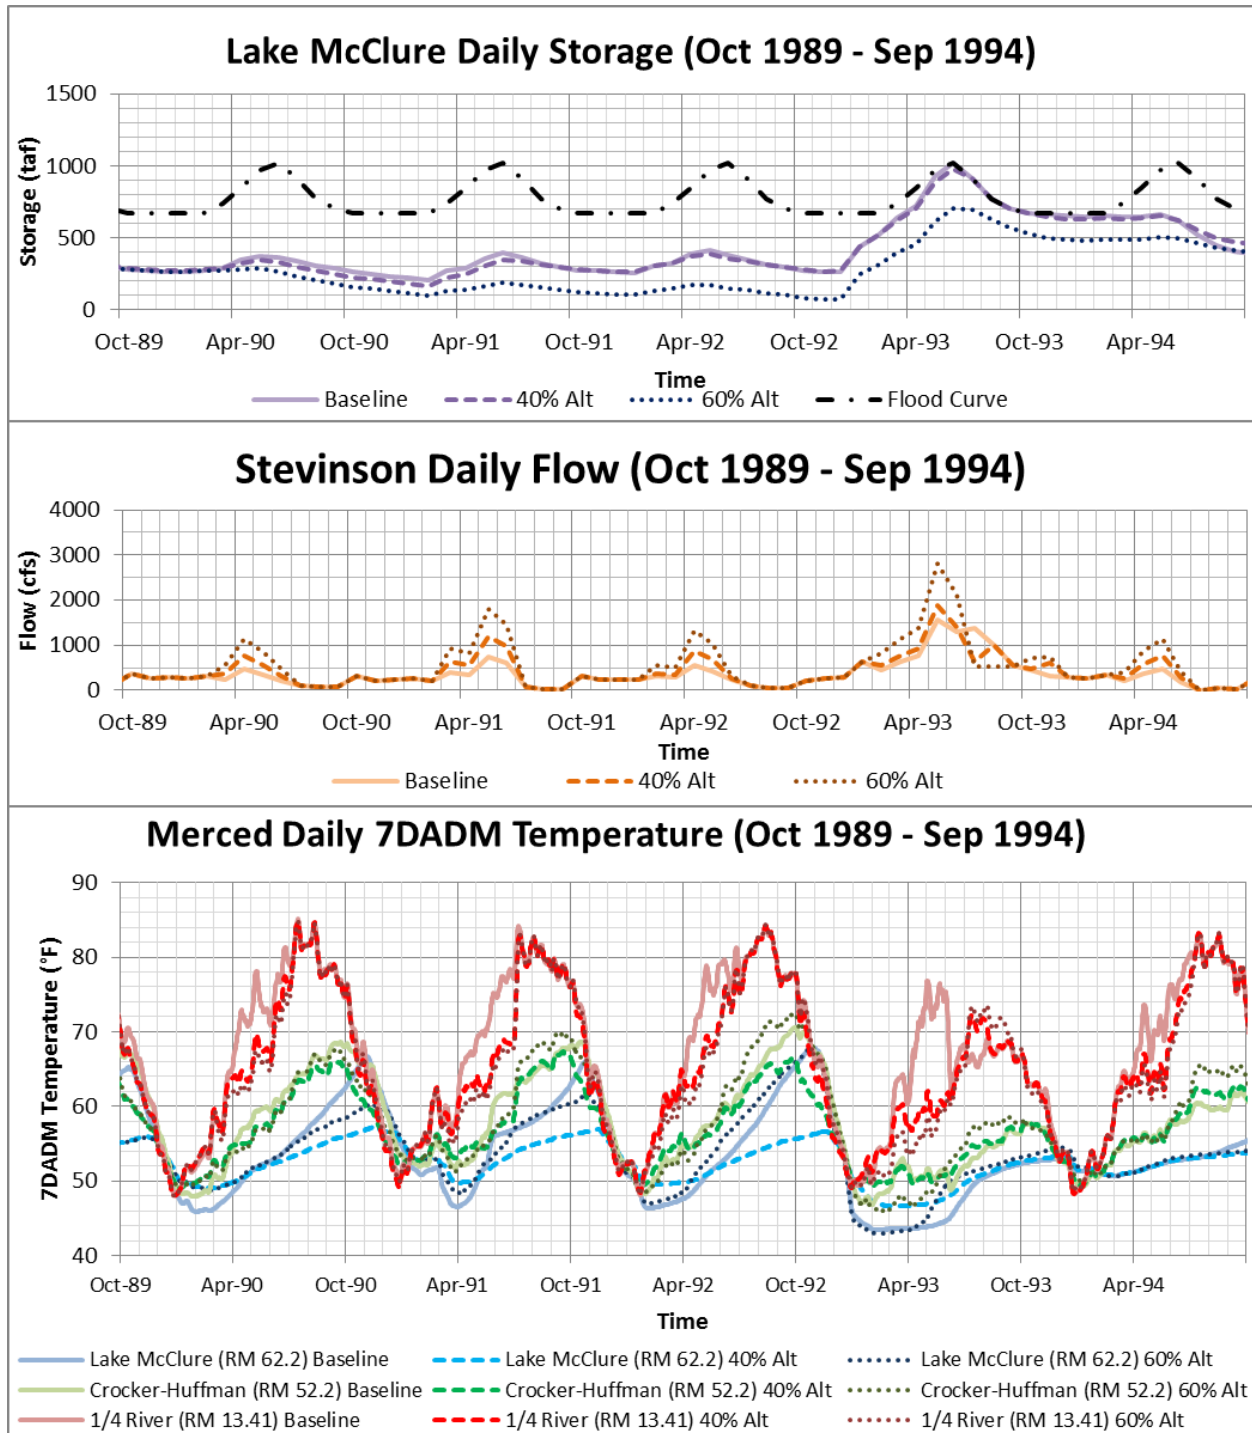 Lake McClure Daily Storage (Oct 1989 - Sep 1994)
Storage (taf)
1500
1000
500
0
Oct-89 Apr-90 Oct-90 Apr-91 Oct-91 Apr-92 Oct-92 Apr-93 Oct-93 Apr-94
Time
Baseline 40% Alt 60% Alt Flood Curve
Stevinson Daily Flow (Oct 1989 - Sep 1994)
Flow (cfs)
4000
3000
2000
1000
0
Oct-89 Apr-90 Oct-90 Apr-91 Oct-91 Apr-92 Oct-92 Apr-93 Oct-93 Apr-94
Time
Baseline 40% Alt 60% Alt
Merced Daily 7DADM Temperature (Oct 1989 - Sep 1994)
7DADM Temperature (°F)
90
80
70
60
50
40
Oct-89 Apr-90 Oct-90 Apr-91 Oct-91 Apr-92 Oct-92 Apr-93 Oct-93 Apr-94
Time
Lake McClure (RM 62.2) Baseline Lake McClure (RM 62.2) 40% Alt Lake McClure (RM 62.2) 60% Alt
Crocker-Huffman (RM 52.2) Baseline Crocker-Huffman (RM 52.2) 40% Alt Crocker-Huffman (RM 52.2) 60% Alt
1/4 River (RM 13.41) Baseline 1/4 River (RM 13.41) 40% Alt 1/4 River (RM 13.41) 60% Alt